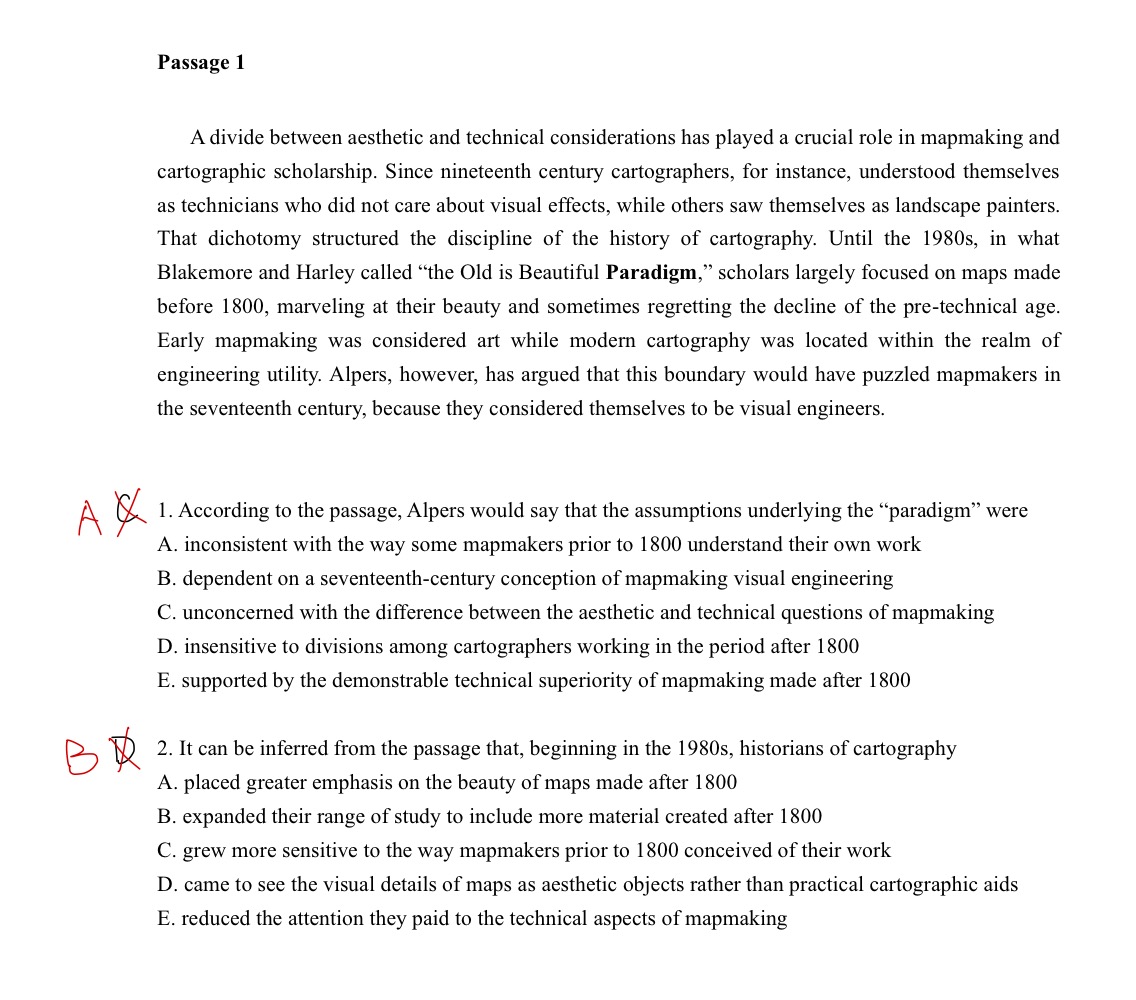 Passage 1
A divide between aesthetic and technical considerations has played a crucial role in mapmaking and
cartographic scholarship. Since nineteenth century cartographers, for instance, understood themselves
as technicians who did not care about visual effects, while others saw themselves as landscape painters.
That dichotomy structured the discipline of the history of cartography. Until the 1980s, in what
Blakemore and Harley called “the Old is Beautiful Paradigm,” scholars largely focused on maps made
before 1800, marveling at their beauty and sometimes regretting the decline of the pre-technical age.
Early mapmaking was considered art while modern cartography was located within the realm of
engineering utility. Alpers, however, has argued that this boundary would have puzzled mapmakers in
the seventeenth century, because they considered themselves to be visual engineers.
A C 1. According to the passage, Alpers would say that the assumptions underlying the “paradigm” were
A. inconsistent with the way some mapmakers prior to 1800 understand their own work
B. dependent on a seventeenth-century conception of mapmaking visual engineering
C. unconcerned with the difference between the aesthetic and technical questions of mapmaking
D. insensitive to divisions among cartographers working in the period after 1800
E. supported by the demonstrable technical superiority of mapmaking made after 1800
B D 2. It can be inferred from the passage that, beginning in the 1980s, historians of cartography
A. placed greater emphasis on the beauty of maps made after 1800
B. expanded their range of study to include more material created after 1800
C. grew more sensitive to the way mapmakers prior to 1800 conceived of their work
D. came to see the visual details of maps as aesthetic objects rather than practical cartographic aids
E. reduced the attention they paid to the technical aspects of mapmaking